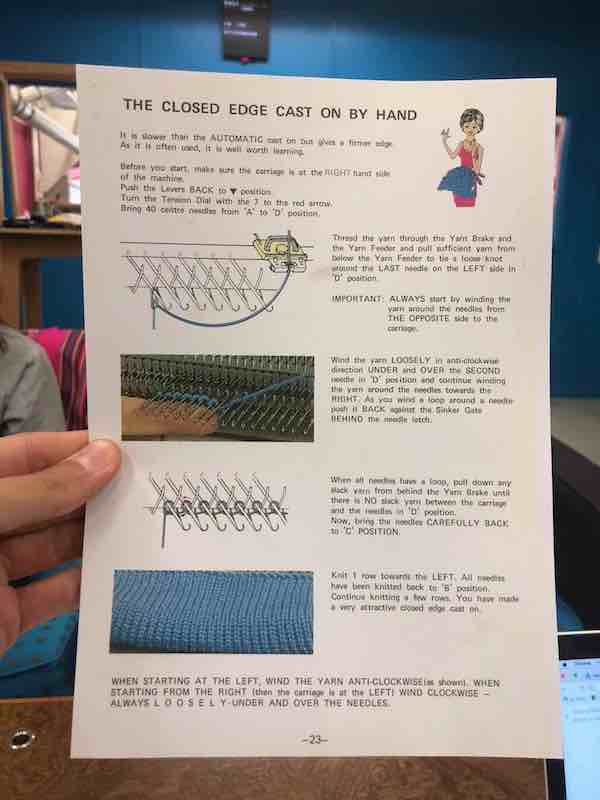 THE CLOSED EDGE CAST ON BY HAND
It is slower than the AUTOMATIC cast on but gives a firmer edge.
As it is often used, it is well worth learning.
Before you start, make sure the carriage is at the RIGHT hand side
of the machine.
Push the Levers BACK to ▼ position.
Turn the Tension Dial with the 7 to the red arrow.
Bring 40 centre needles from 'A' to 'D' position.
Thread the yarn through the Yarn Brake and
the Yarn Feeder and pull sufficient yarn from
below the Yarn Feeder to tie a loose knot
around the LAST needle on the LEFT side in
'D' position.
IMPORTANT: ALWAYS start by winding the
yarn around the needles from
THE OPPOSITE side to the
carriage.
Wind the yarn LOOSELY in anti-clockwise
direction UNDER and OVER the SECOND
needle in 'D' position and continue winding
the yarn around the needles towards the
RIGHT. As you wind a loop around a needle
push it BACK against the Sinker Gate
BEHIND the needle latch.
When all needles have a loop, pull down any
slack yarn from behind the Yarn Brake until
there is NO slack yarn between the carriage
and the needles in 'D' position.
Now, bring the needles CAREFULLY BACK
to 'C' POSITION.
Knit 1 row towards the LEFT. All needles
have been knitted back to 'B' position.
Continue knitting a few rows. You have made
a very attractive closed edge cast on.
WHEN STARTING AT THE LEFT, WIND THE YARN ANTI-CLOCKWISE(as shown). WHEN
STARTING FROM THE RIGHT (then the carriage is at the LEFT) WIND CLOCKWISE –
ALWAYS L O O S E L Y-UNDER AND OVER THE NEEDLES.
–23–